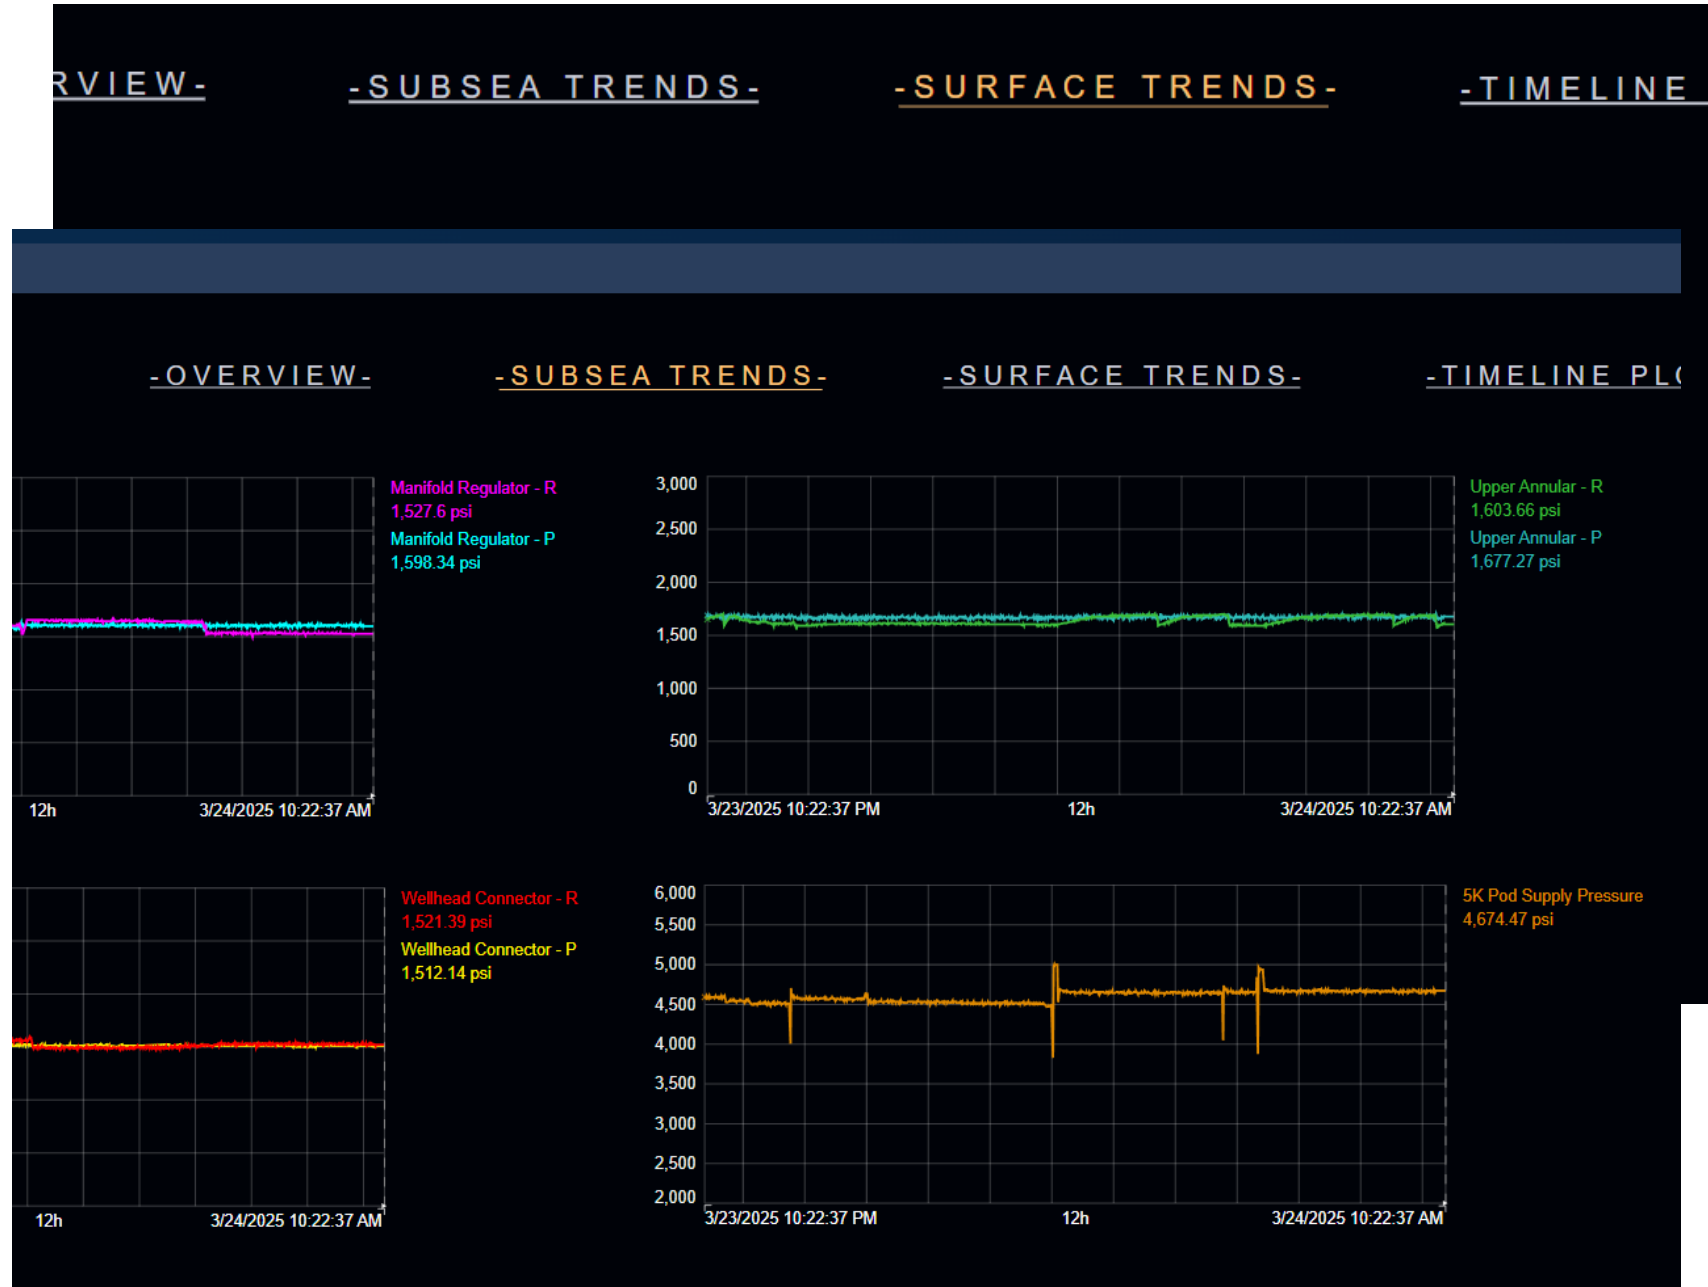 RVIEW-
-SUBSEA TRENDS-
-SURFACE TRENDS-
-TIMELINE
-OVERVIEW-
-SUBSEA TRENDS-
-SURFACE TRENDS-
-TIMELINE
Manifold Regulator - R
1,527.6 psi
Manifold Regulator - P
1,598.34 psi
12h
3/24/2025 10:22:37 AM
3,000
2,500
2,000
1,500
1,000
500
0
3/23/2025 10:22:37 PM
12h
3/24/2025 10:22:37 AM
Upper Annular - R
1,603.66 psi
Upper Annular - P
1,677.27 psi
Wellhead Connector - R
1,521.39 psi
Wellhead Connector - P
1,512.14 psi
12h
3/24/2025 10:22:37 AM
6,000
5,500
5,000
4,500
4,000
3,500
3,000
2,500
2,000
3/23/2025 10:22:37 PM
12h
3/24/2025 10:22:37 AM
5K Pod Supply Pressure
4,674.47 psi